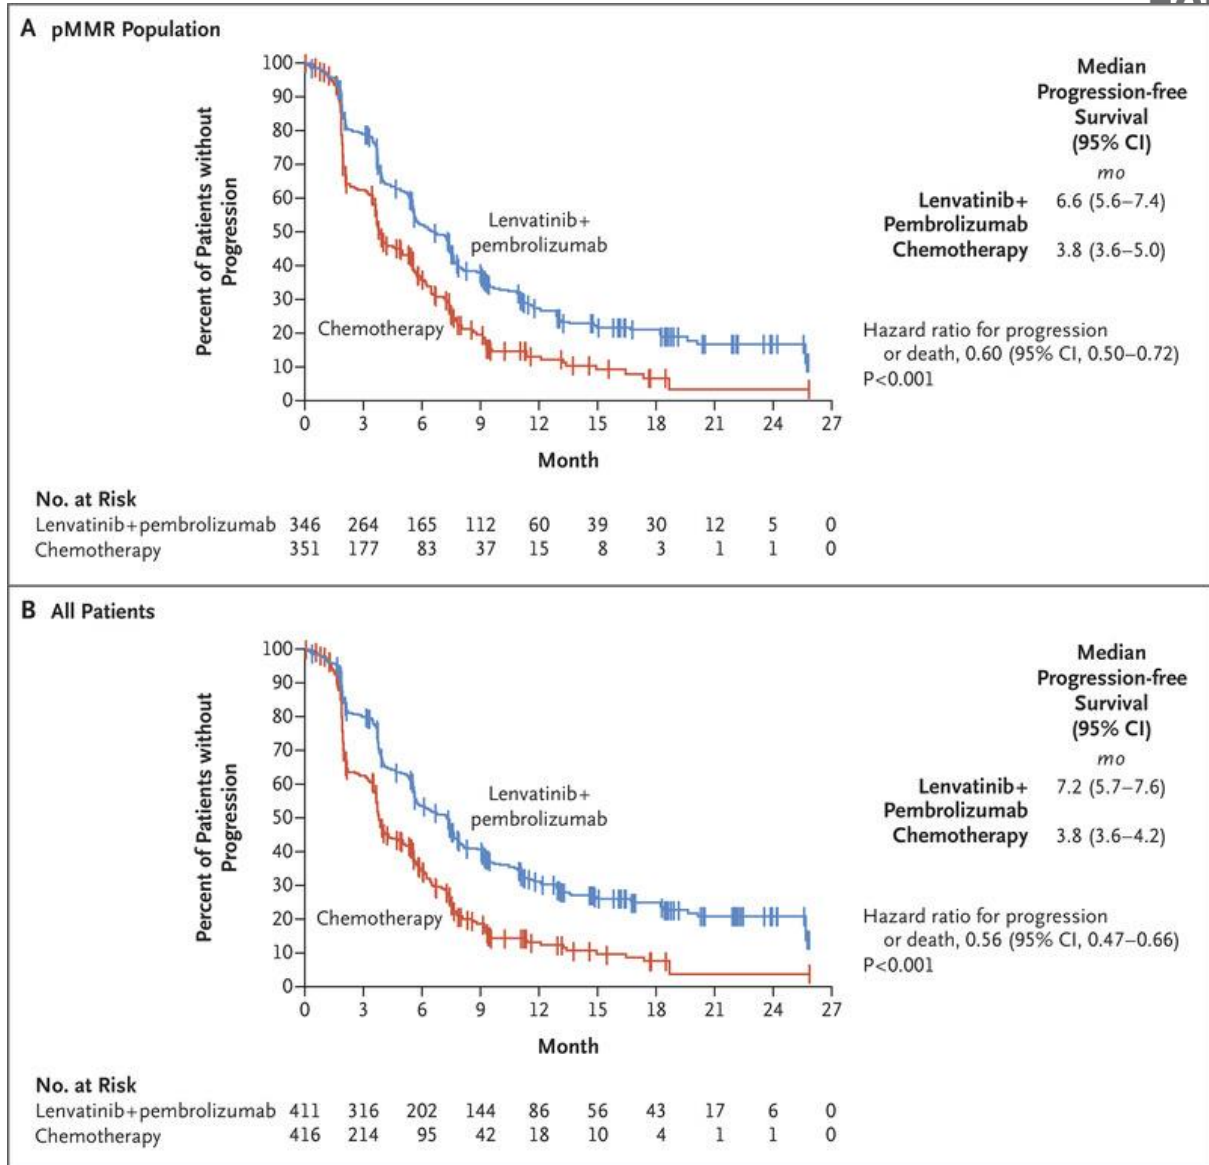 A pMMR Population
Percent of Patients without
Progression
100
90
80
70
60
50
40
30
20
10
0
Lenvatinib+
pembrolizumab
Chemotherapy
0 3 6 9 12 15 18 21 24 27
Month
Median
Progression-free
Survival
(95% CI)
mo
Lenvatinib+ 6.6 (5.6–7.4)
Pembrolizumab
Chemotherapy 3.8 (3.6–5.0)
Hazard ratio for progression
or death, 0.60 (95% CI, 0.50–0.72)
P<0.001
No. at Risk
Lenvatinib+pembrolizumab 346 264 165 112 60 39 30 12 5 0
Chemotherapy 351 177 83 37 15 8 3 1 1 0
B All Patients
Percent of Patients without
Progression
100
90
80
70
60
50
40
30
20
10
0
Lenvatinib+
pembrolizumab
Chemotherapy
0 3 6 9 12 15 18 21 24 27
Month
Median
Progression-free
Survival
(95% CI)
mo
Lenvatinib+ 7.2 (5.7–7.6)
Pembrolizumab
Chemotherapy 3.8 (3.6–4.2)
Hazard ratio for progression
or death, 0.56 (95% CI, 0.47–0.66)
P<0.001
No. at Risk
Lenvatinib+pembrolizumab 411 316 202 144 86 56 43 17 6 0
Chemotherapy 416 214 95 42 18 10 4 1 1 0